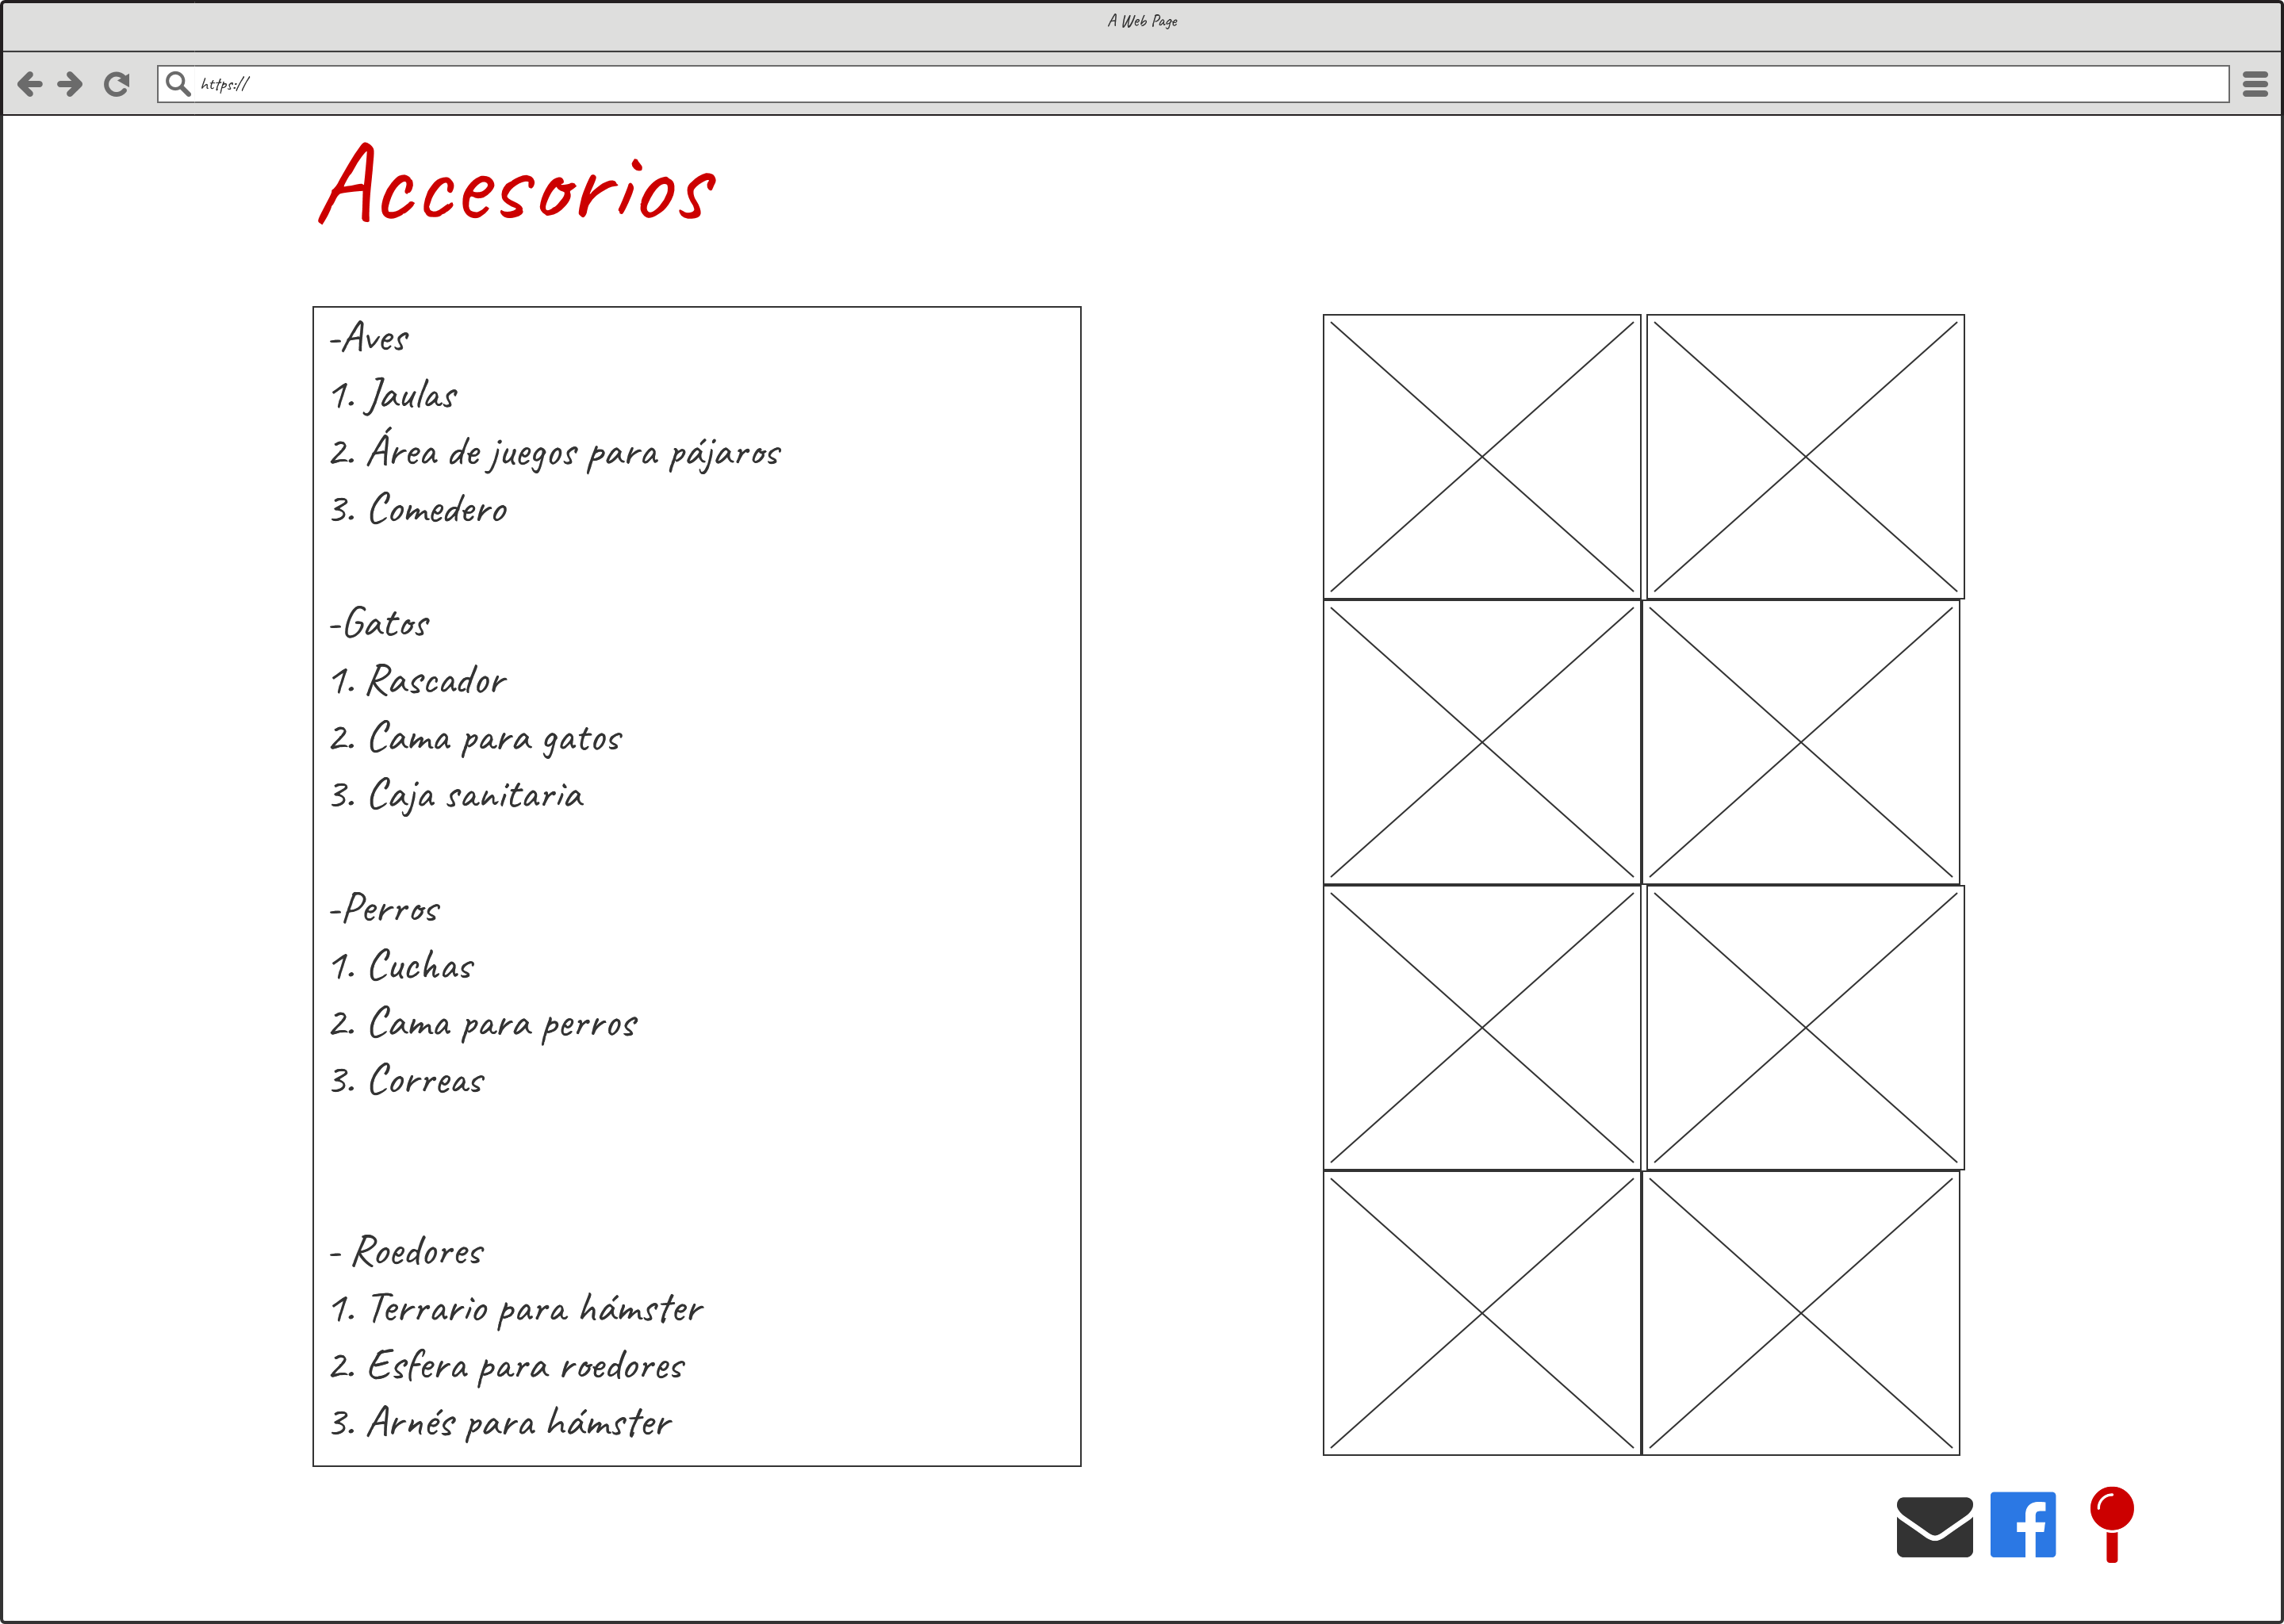 A Web Page
https://
Accesorios
-Aves
1. Jaulas
2. Área de juegos para pájaros
3. Comedero
-Gatos
1. Rascador
2. Cama para gatos
3. Caja sanitaria
-Perros
1. Cuchas
2. Cama para perros
3. Correas
- Roedores
1. Terrario para hámster
2. Esfera para roedores
3. Arnés para hámster